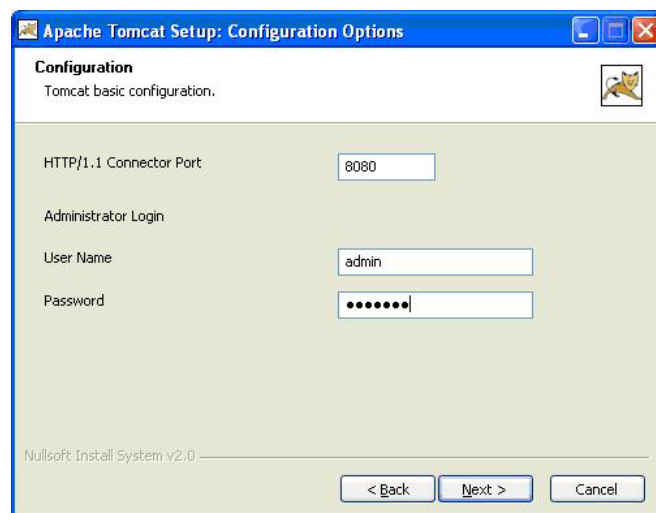 Apache Tomcat Setup: Configuration Options
Configuration
Tomcat basic configuration.
HTTP/1.1 Connector Port 8080
Administrator Login
User Name admin
Password •••••••
Nullsoft Install System v2.0
< Back Next > Cancel